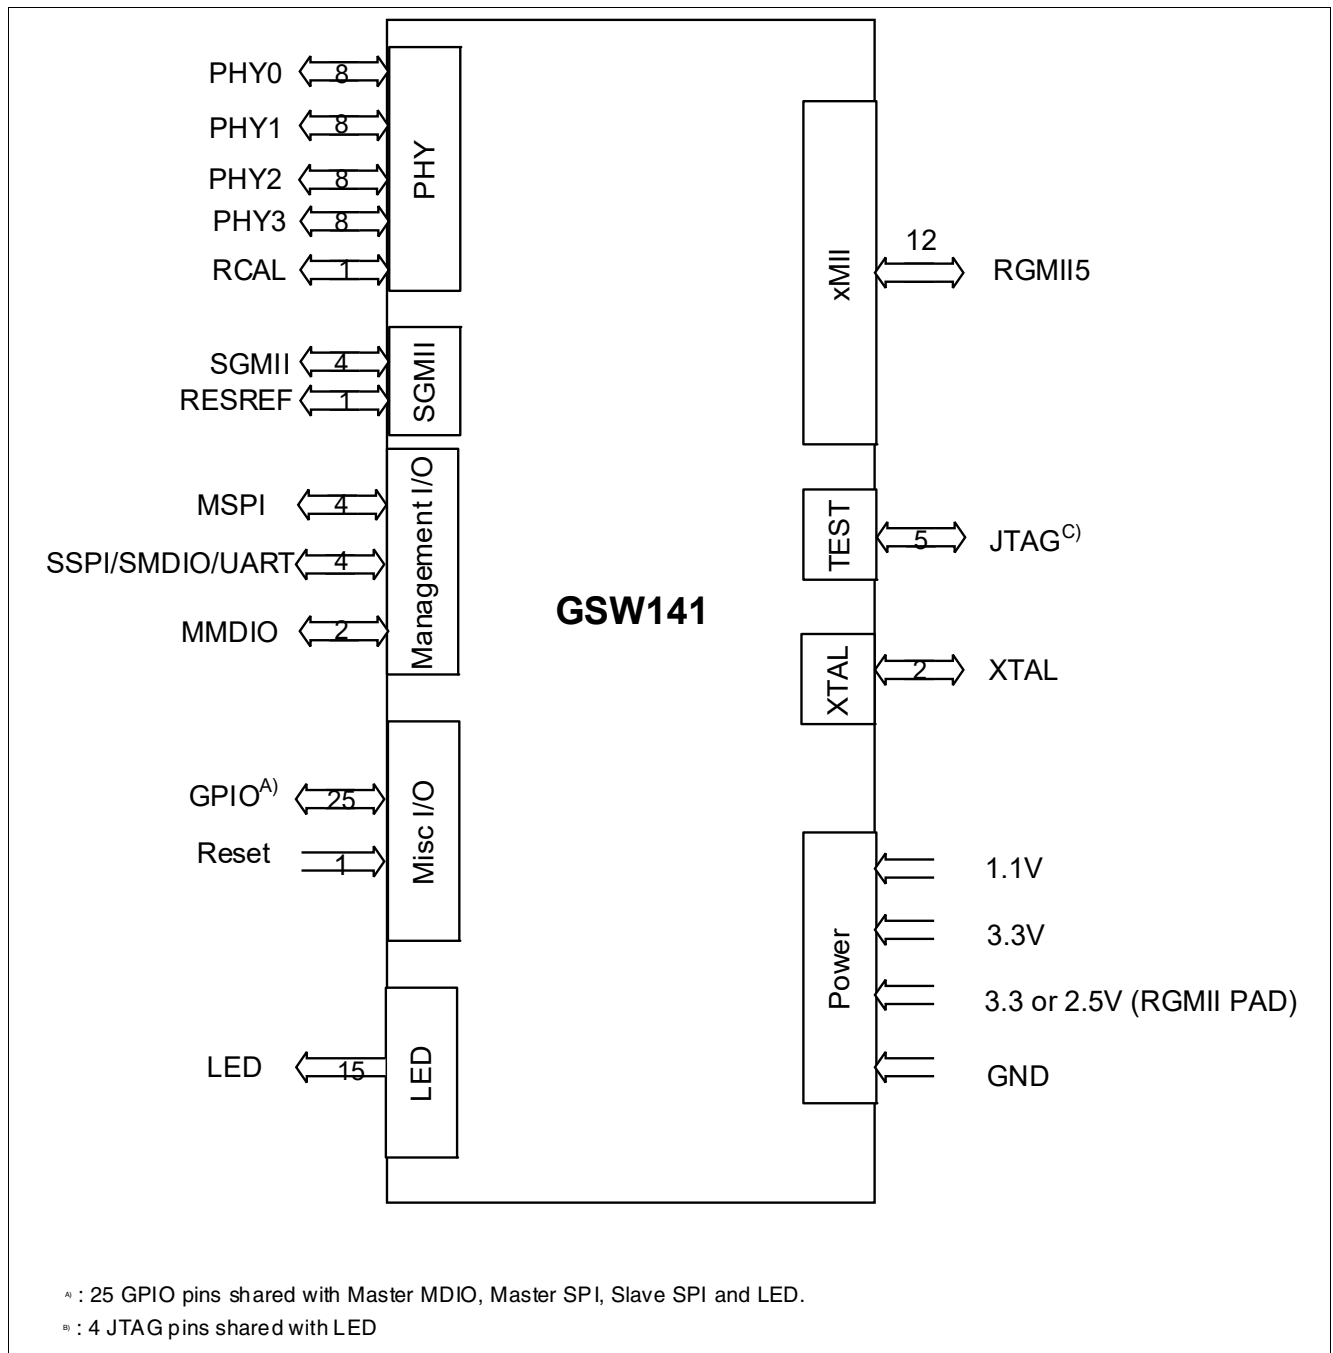 PHY0
8
PHY1
8
PHY2
8
PHY3
8
RCAL
1
PHY
SGMII
4
RESREF
1
SGMII
MSPI
4
SSPI/SMDIO/UART
4
MMDIO
2
Management I/O
GPIO A)
25
Reset
1
Misc I/O
LED
15
LED
GSW141
xMII
12
RGMII5
TEST
5
JTAG C)
XTAL
2
XTAL
Power
1.1V
3.3V
3.3 or 2.5V (RGMII PAD)
GND
A) : 25 GPIO pins shared with Master MDIO, Master SPI, Slave SPI and LED.
B) : 4 JTAG pins shared with LED